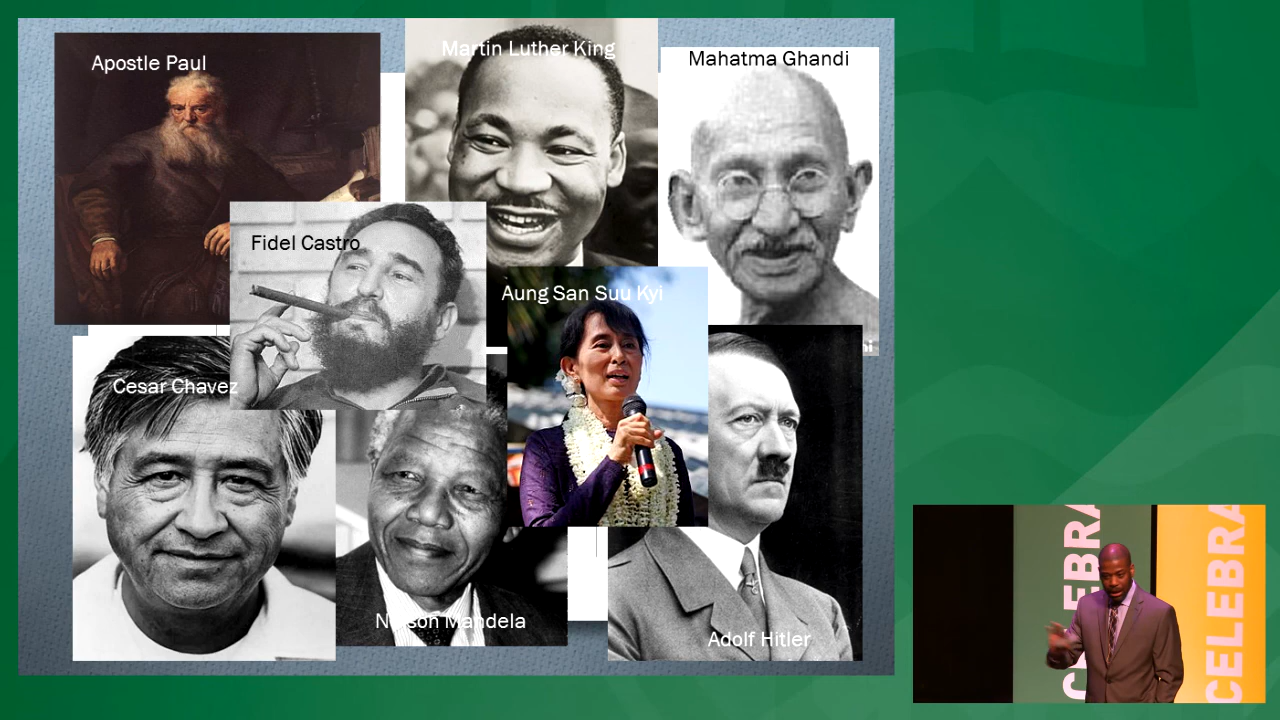 Apostle Paul
Martin Luther King
Mahatma Ghandi
Fidel Castro
Aung San Suu Kyi
Cesar Chavez
Nelson Mandela
Adolf Hitler
CELEBRA
CELEBRA